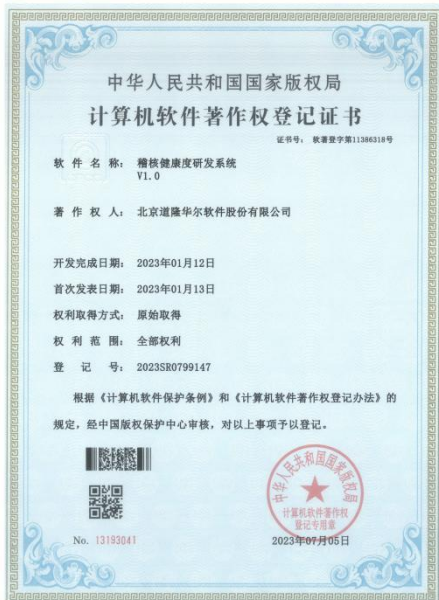 中华人民共和国国家版权局
计算机软件著作权登记证书
证书号： 软著登字第11386318号
软件名称： 稽核健康度研发系统
V1.0
著作权人： 北京道隆华尔软件股份有限公司
开发完成日期： 2023年01月12日
首次发表日期： 2023年01月13日
权利取得方式： 原始取得
权利范围： 全部权利
登记号： 2023SR0799147
根据《计算机软件保护条例》和《计算机软件著作权登记办法》的
规定，经中国版权保护中心审核，对以上事项予以登记。
中华人民共和国国家版权局
计算机软件著作权
登记专用章
No. 13193041
2023年07月05日